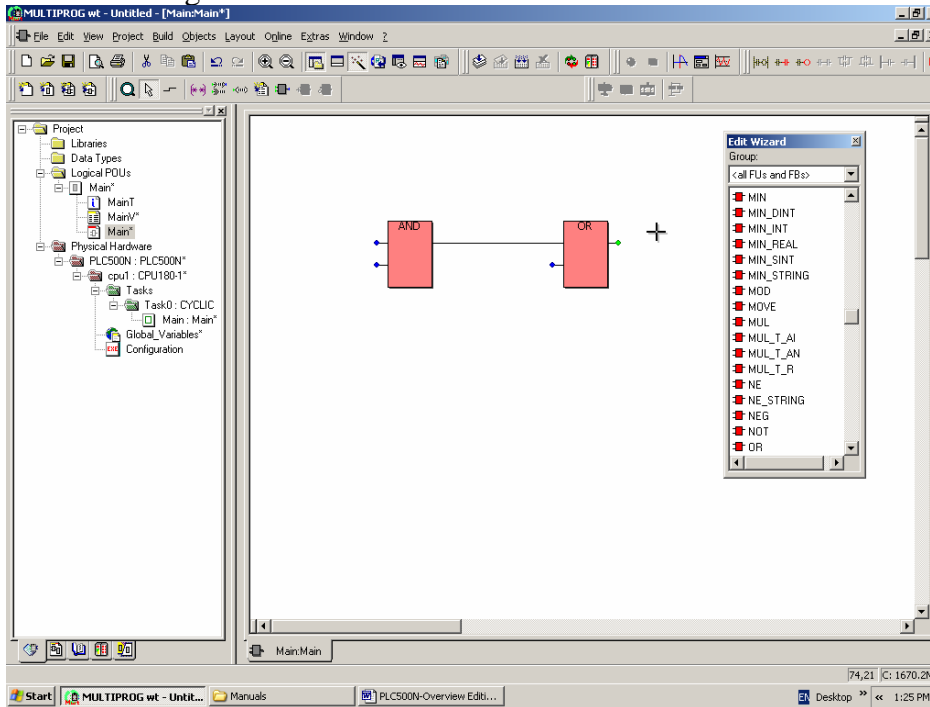 MULTIPROG wt - Untitled - [Main:Main*]
File Edit View Project Build Objects Layout Online Extras Window ?
Project
Libraries
Data Types
Logical POUs
Main*
MainT
MainV*
Main*
Physical Hardware
PLC500N : PLC500N*
cpu1 : CPU180-1*
Tasks
Task0 : CYCLIC
Main : Main*
Global_Variables*
Configuration
AND
OR
Edit Wizard
Group:
<all FUs and FBs>
MIN
MIN_DINT
MIN_INT
MIN_REAL
MIN_SINT
MIN_STRING
MOD
MOVE
MUL
MUL_T_AI
MUL_T_AN
MUL_T_R
NE
NE_STRING
NEG
NOT
OR
Main:Main
74,21 C: 1670.2M
Start MULTIPROG wt - Untit... Manuals PLC500N-Overview Editi... EN Desktop » « 1:25 PM